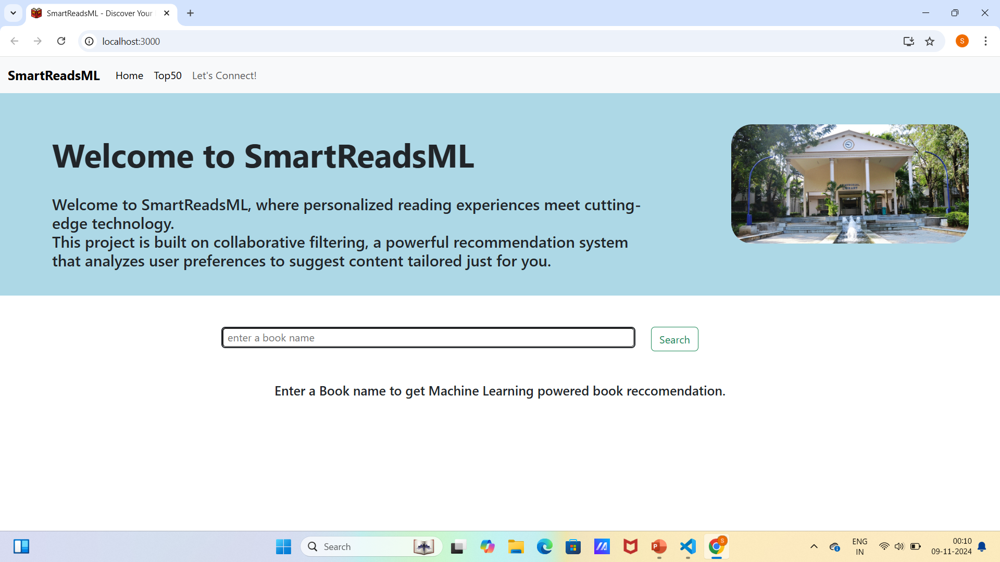 SmartReadsML - Discover Your
localhost:3000
S
SmartReadsML Home Top50 Let's Connect!
Welcome to SmartReadsML
Welcome to SmartReadsML, where personalized reading experiences meet cutting-
edge technology.
This project is built on collaborative filtering, a powerful recommendation system
that analyzes user preferences to suggest content tailored just for you.
LIBRARY
enter a book name
Search
Enter a Book name to get Machine Learning powered book reccomendation.
Search
P
S
ENG
IN
00:10
09-11-2024